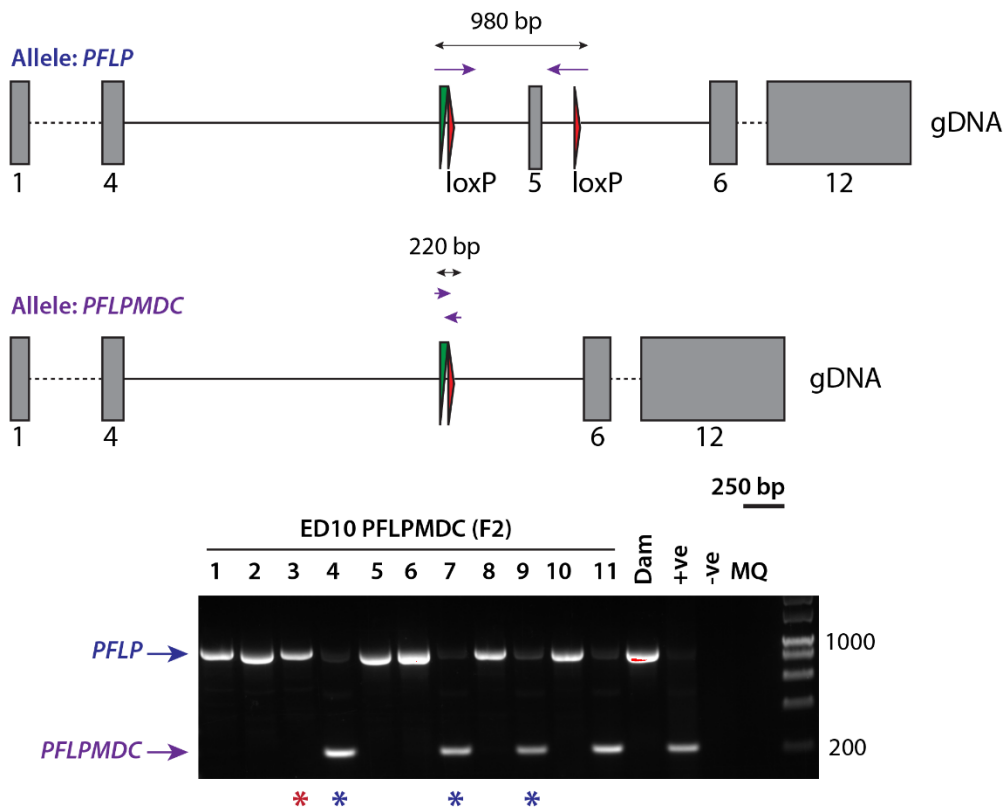 980 bp
Allele: PFLP
gDNA
loxP loxP
1 4 5 6 12
220 bp
Allele: PFLPMDC
gDNA
1 4 6 12
250 bp
ED10 PFLPMDC (F2)
1 2 3 4 5 6 7 8 9 10 11 Dam +ve -ve MQ
PFLP
1000
PFLPMDC
200
* * * *